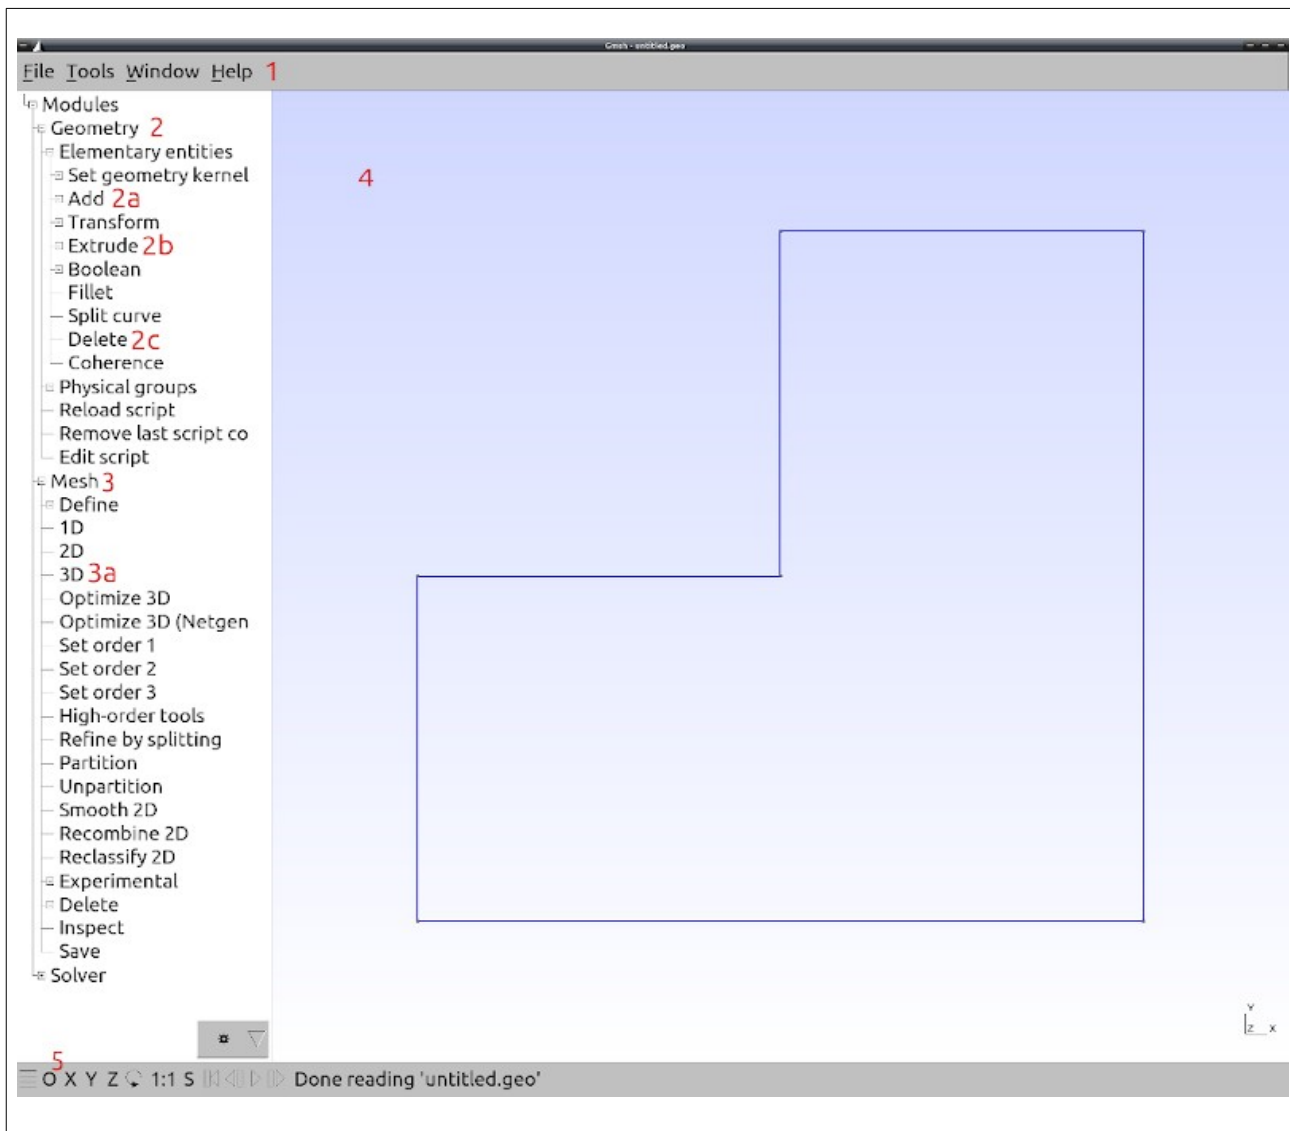 Gmsh - untitled.geo
File Tools Window Help 1
Modules
Geometry 2
Elementary entities
Set geometry kernel
4
Add 2a
Transform
Extrude 2b
Boolean
Fillet
Split curve
Delete 2c
Coherence
Physical groups
Reload script
Remove last script co
Edit script
Mesh 3
Define
1D
2D
3D 3a
Optimize 3D
Optimize 3D (Netgen
Set order 1
Set order 2
Set order 3
High-order tools
Refine by splitting
Partition
Unpartition
Smooth 2D
Recombine 2D
Reclassify 2D
Experimental
Delete
Inspect
Save
Solver
Y
Z X
5
O X Y Z 1:1 S Done reading 'untitled.geo'